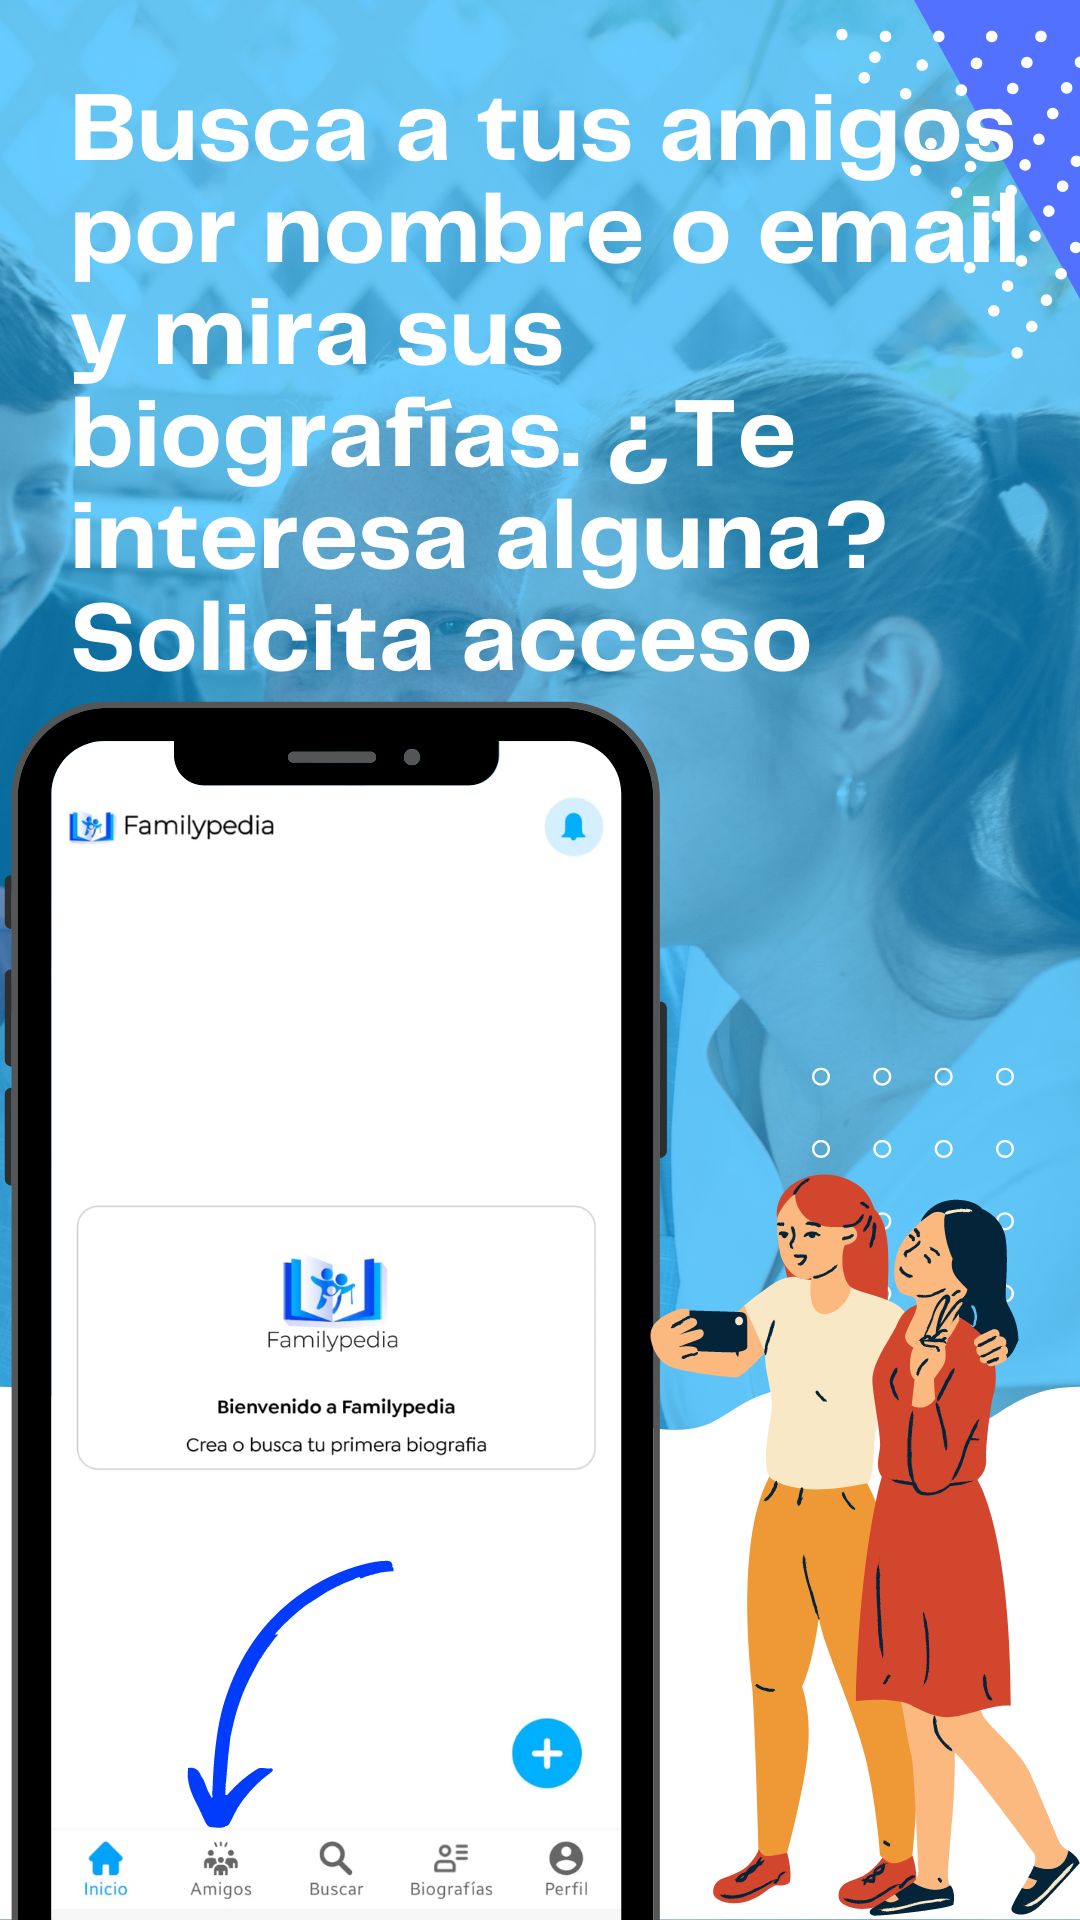 Busca a tus amigos
por nombre o email
y mira sus
biografías. ¿Te
interesa alguna?
Solicita acceso
Familypedia
Familypedia
Bienvenido a Familypedia
Crea o busca tu primera biografia
Inicio
Amigos
Buscar
Biografías
Perfil